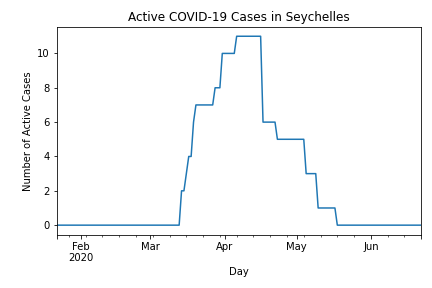 Active COVID-19 Cases in Seychelles
Number of Active Cases
10
8
6
4
2
0
Feb Mar Apr May Jun
2020
Day